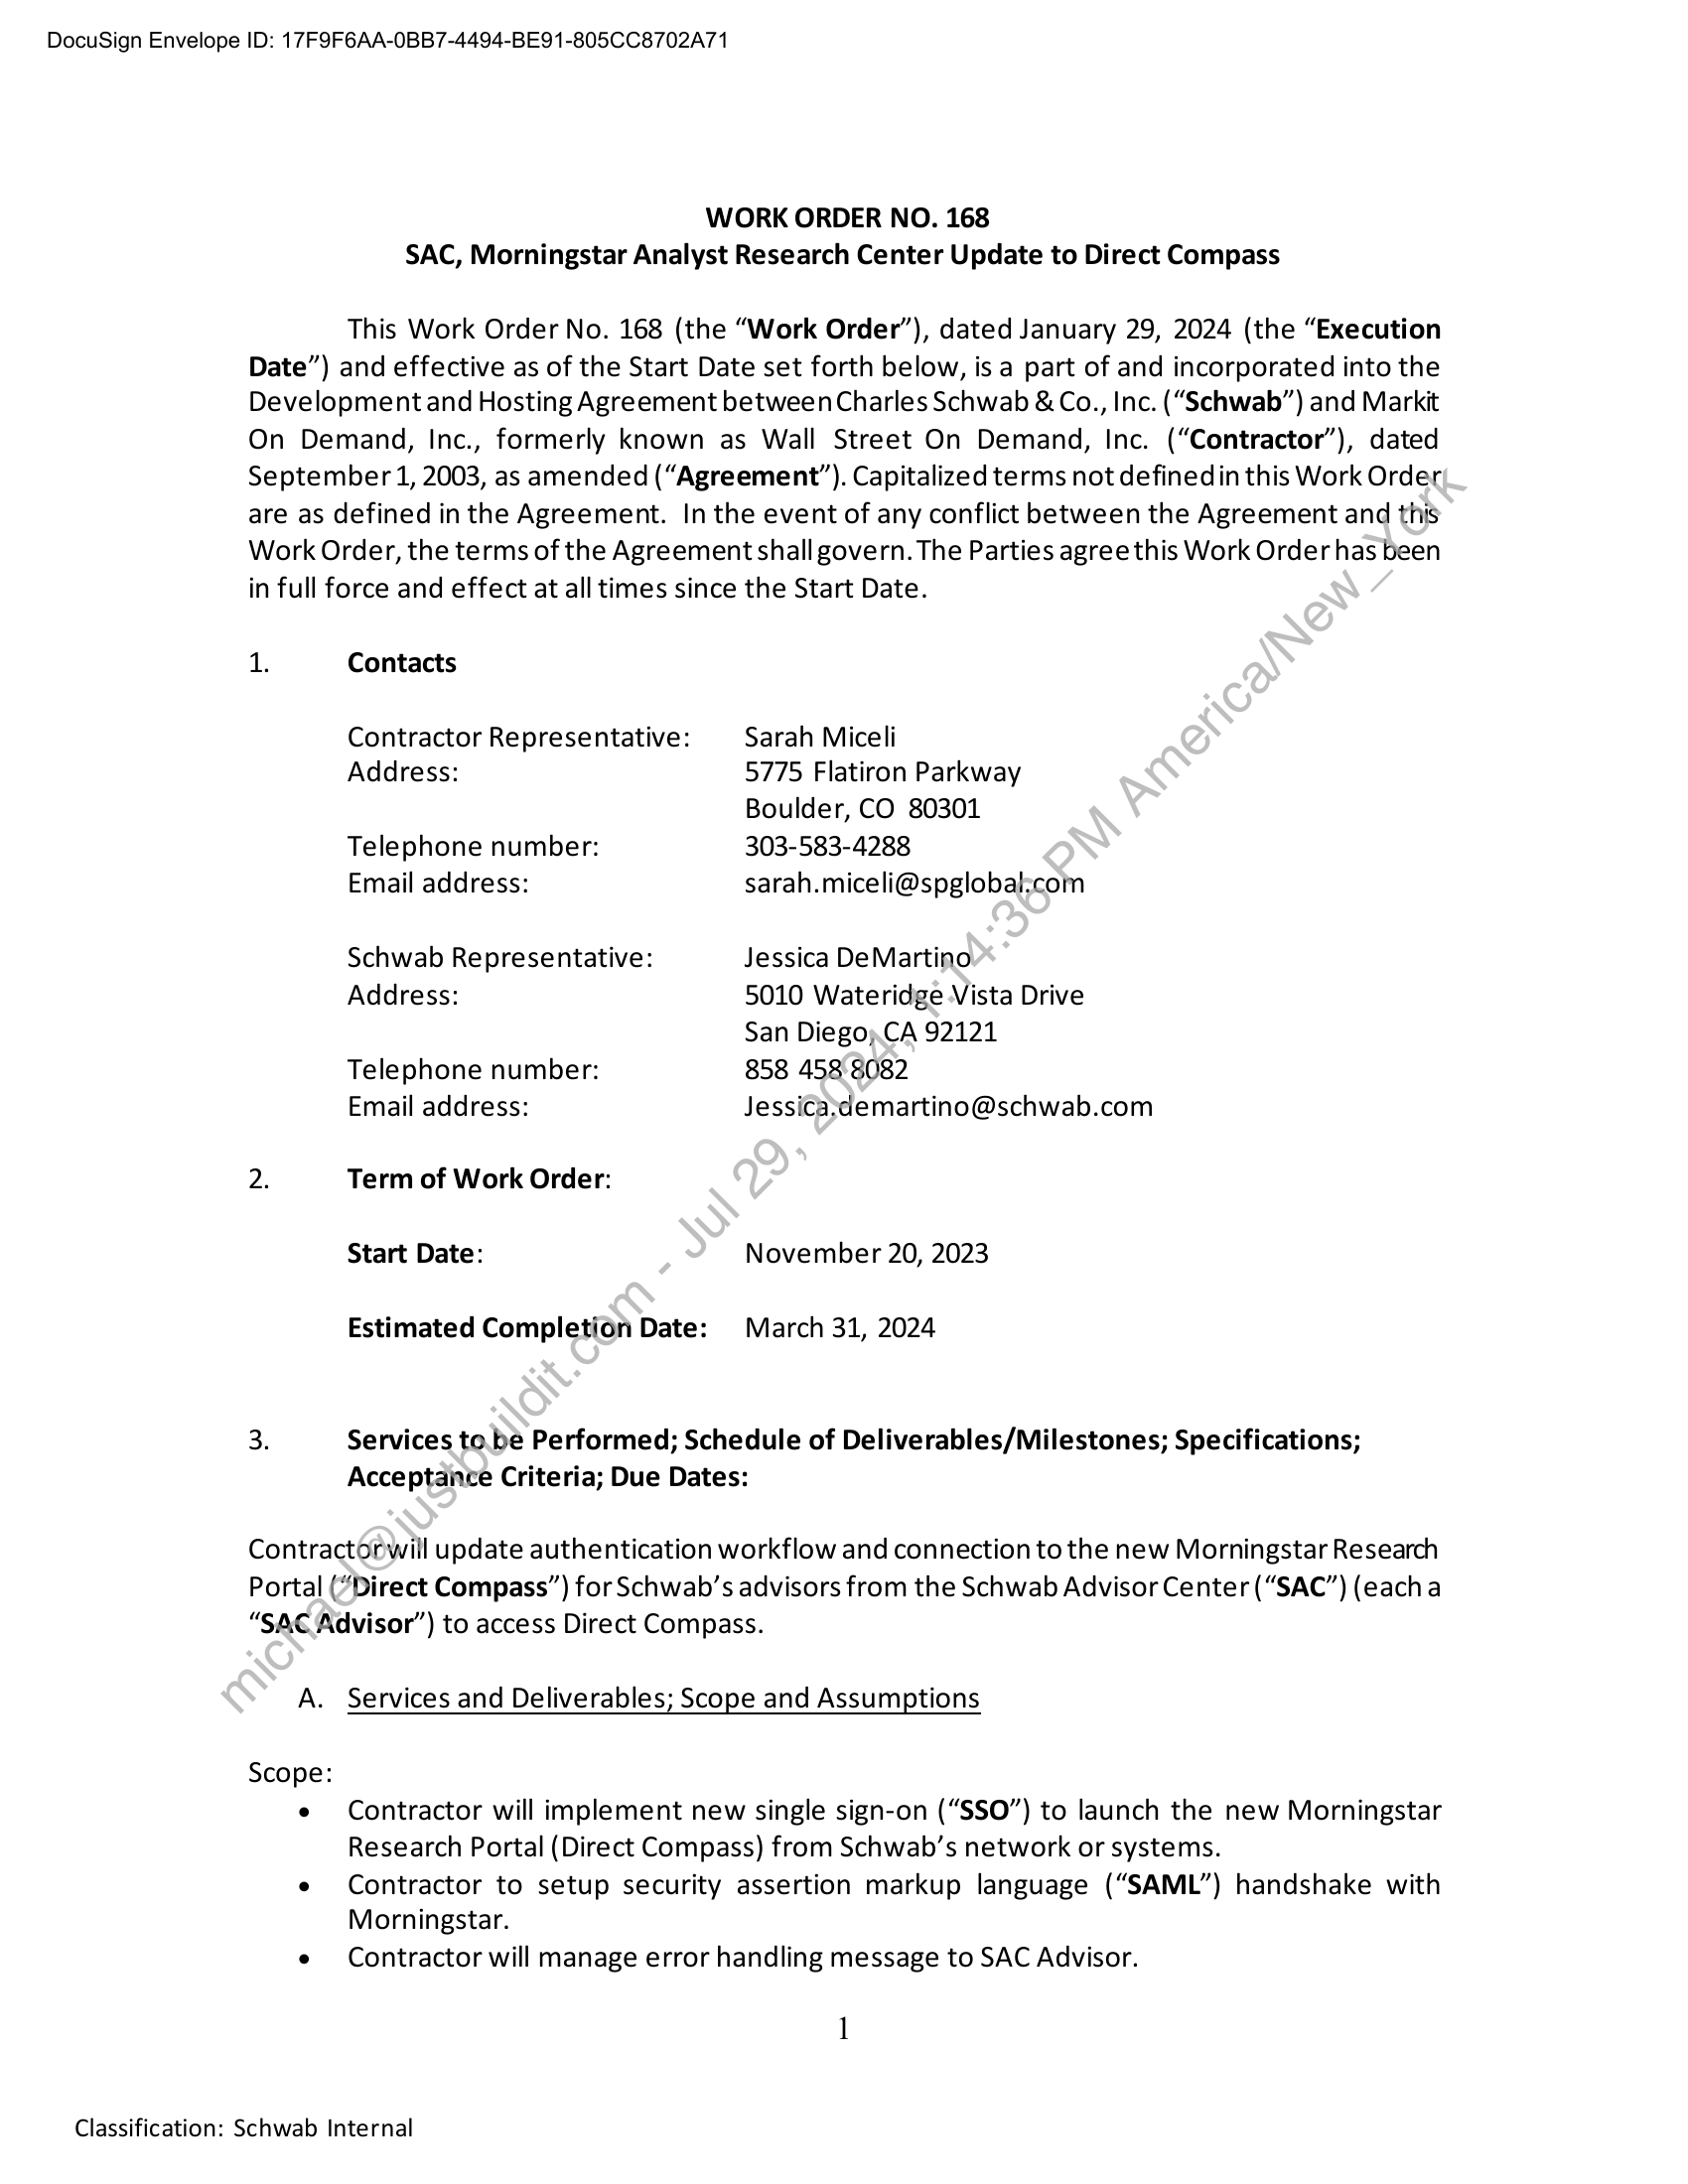 DocuSign Envelope ID: 17F9F6AA-0BB7-4494-BE91-805CC8702A71
WORK ORDER NO. 168
SAC, Morningstar Analyst Research Center Update to Direct Compass
This Work Order No. 168 (the “Work Order”), dated January 29, 2024 (the “Execution
Date”) and effective as of the Start Date set forth below, is a part of and incorporated into the
Development and Hosting Agreement between Charles Schwab & Co., Inc. (“Schwab”) and Markit
On Demand, Inc., formerly known as Wall Street On Demand, Inc. (“Contractor”), dated
September 1, 2003, as amended (“Agreement”). Capitalized terms not defined in this Work Order
are as defined in the Agreement. In the event of any conflict between the Agreement and this
Work Order, the terms of the Agreement shall govern. The Parties agree this Work Order has been
in full force and effect at all times since the Start Date.
1. Contacts
Contractor Representative: Sarah Miceli
Address: 5775 Flatiron Parkway
Boulder, CO 80301
Telephone number: 303-583-4288
Email address: sarah.miceli@spglobal.com
Schwab Representative: Jessica DeMartino
Address: 5010 Wateridge Vista Drive
San Diego, CA 92121
Telephone number: 858 458 8082
Email address: Jessica.demartino@schwab.com
2. Term of Work Order:
Start Date: November 20, 2023
Estimated Completion Date: March 31, 2024
3. Services to be Performed; Schedule of Deliverables/Milestones; Specifications;
Acceptance Criteria; Due Dates:
Contractor will update authentication workflow and connection to the new Morningstar Research
Portal (“Direct Compass”) for Schwab’s advisors from the Schwab Advisor Center (“SAC”) (each a
“SAC Advisor”) to access Direct Compass.
A. Services and Deliverables; Scope and Assumptions
Scope:
• Contractor will implement new single sign-on (“SSO”) to launch the new Morningstar
Research Portal (Direct Compass) from Schwab’s network or systems.
• Contractor to setup security assertion markup language (“SAML”) handshake with
Morningstar.
• Contractor will manage error handling message to SAC Advisor.
1
Classification: Schwab Internal
michael@justbuildit.com - Jul 29, 2024, 1:14:36 PM America/New_York